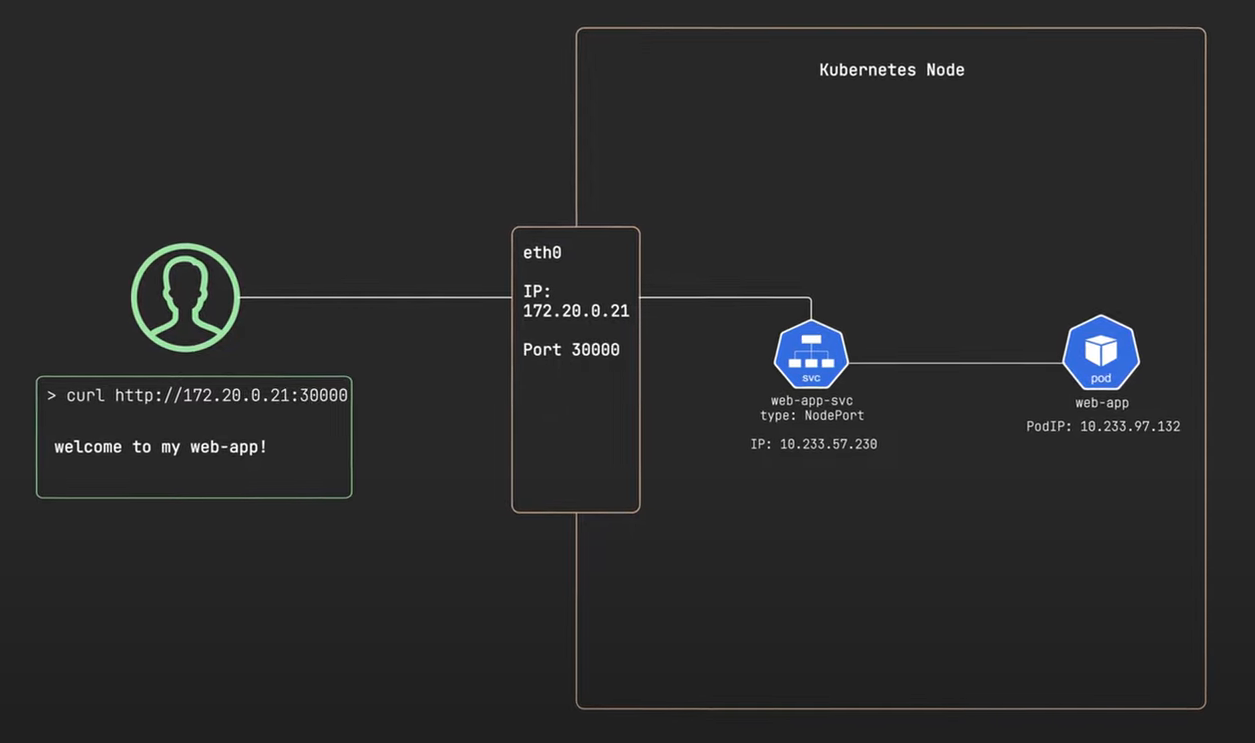 Kubernetes Node
eth0
IP:
172.20.0.21
Port 30000
> curl http://172.20.0.21:30000
welcome to my web-app!
svc
web-app-svc
type: NodePort
IP: 10.233.57.230
pod
web-app
PodIP: 10.233.97.132